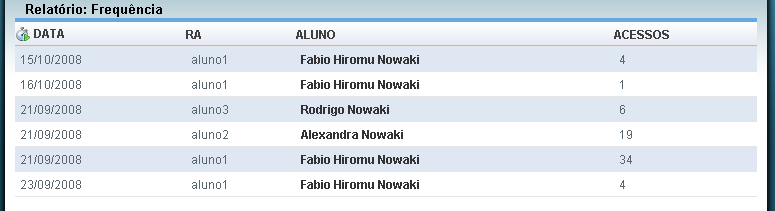 Relatório: Frequência
DATA RA ALUNO ACESSOS
15/10/2008 aluno1 Fabio Hiromu Nowaki 4
16/10/2008 aluno1 Fabio Hiromu Nowaki 1
21/09/2008 aluno3 Rodrigo Nowaki 6
21/09/2008 aluno2 Alexandra Nowaki 19
21/09/2008 aluno1 Fabio Hiromu Nowaki 34
23/09/2008 aluno1 Fabio Hiromu Nowaki 4